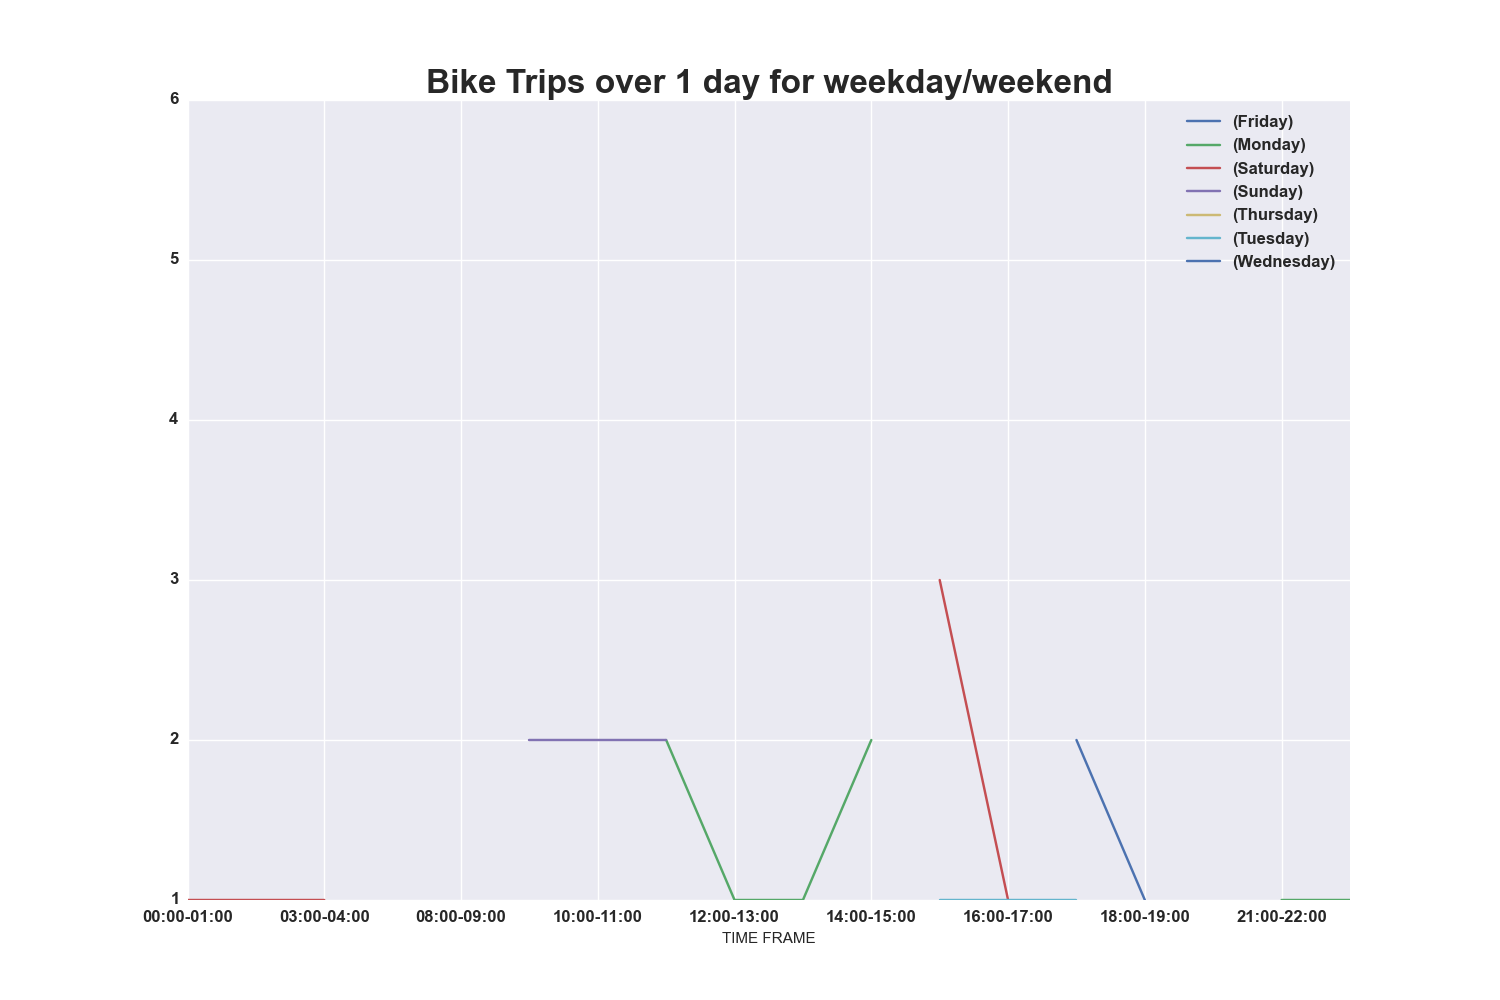 Bike Trips over 1 day for weekday/weekend
6
5
4
3
2
1
(Friday)
(Monday)
(Saturday)
(Sunday)
(Thursday)
(Tuesday)
(Wednesday)
00:00-01:00 03:00-04:00 08:00-09:00 10:00-11:00 12:00-13:00 14:00-15:00 16:00-17:00 18:00-19:00 21:00-22:00
TIME FRAME